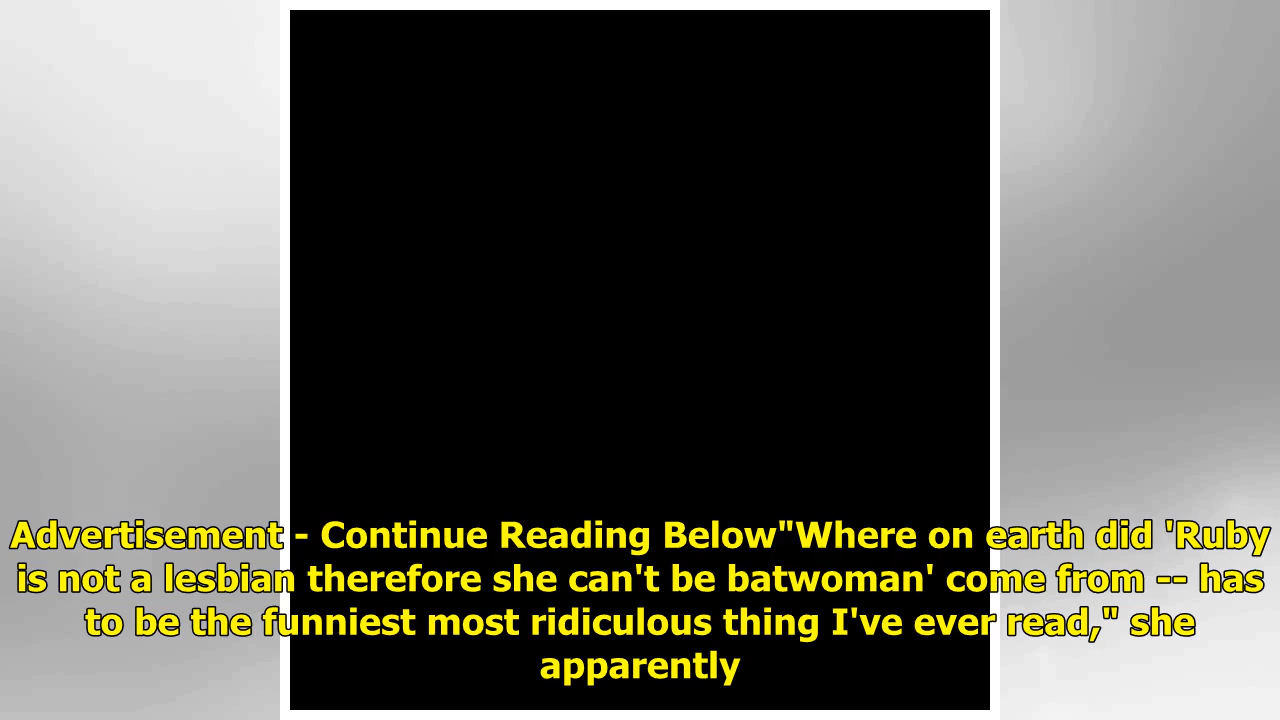 Advertisement - Continue Reading Below"Where on earth did 'Ruby
is not a lesbian therefore she can't be batwoman' come from -- has
to be the funniest most ridiculous thing I've ever read," she
apparently